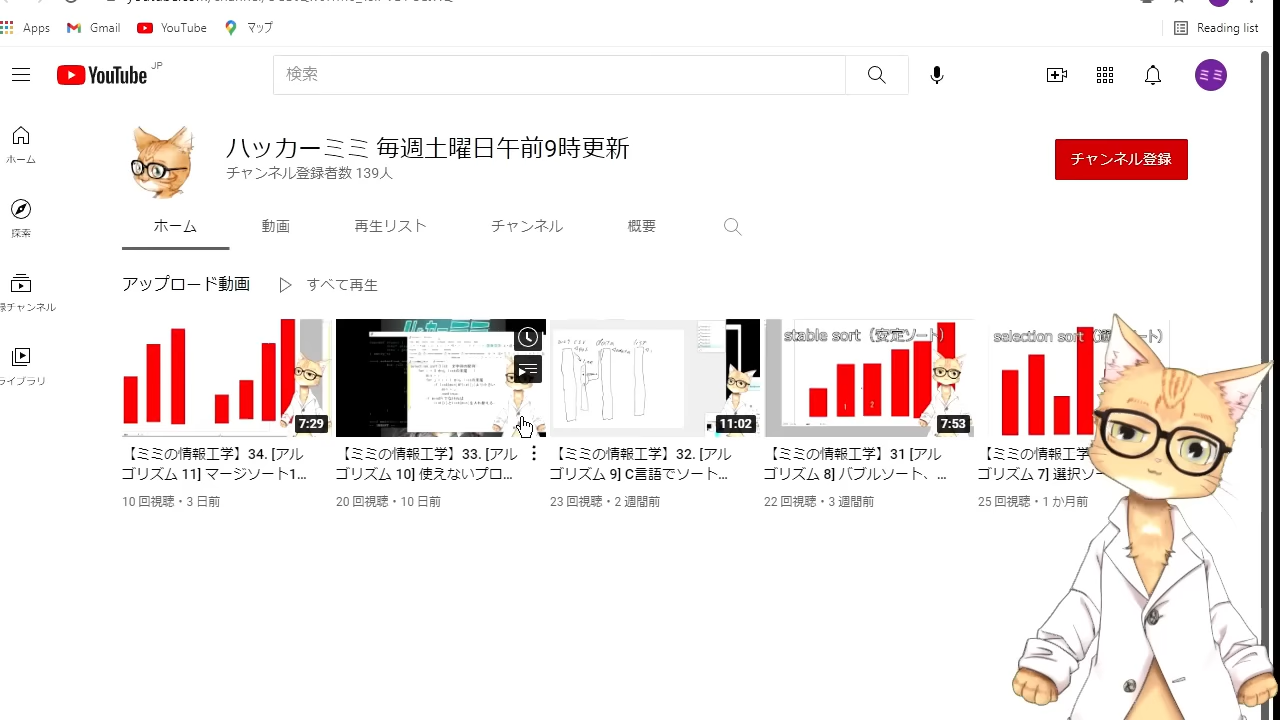 Apps Gmail YouTube マップ Reading list
YouTube JP 検索 ミミ
ハッカーミミ 毎週土曜日午前9時更新
チャンネル登録者数 139人
チャンネル登録
ホーム
探索
録チャンネル
イブラリ
ホーム 動画 再生リスト チャンネル 概要
アップロード動画 すべて再生
stable sort（安定ソート）
selection sort
7:29 11:02 7:53
1 2
【ミミの情報工学】34. [アル
ゴリズム 11] マージソート1...
10 回視聴・3 日前
【ミミの情報工学】33. [アル
ゴリズム 10] 使えないプロ...
20 回視聴・10 日前
【ミミの情報工学】32. [アル
ゴリズム 9] C言語でソート...
23 回視聴・2 週間前
【ミミの情報工学】31 [アル
ゴリズム 8] バブルソート、...
22 回視聴・3 週間前
【ミミの情報工学
ゴリズム 7] 選択ソー
25 回視聴・1 か月前